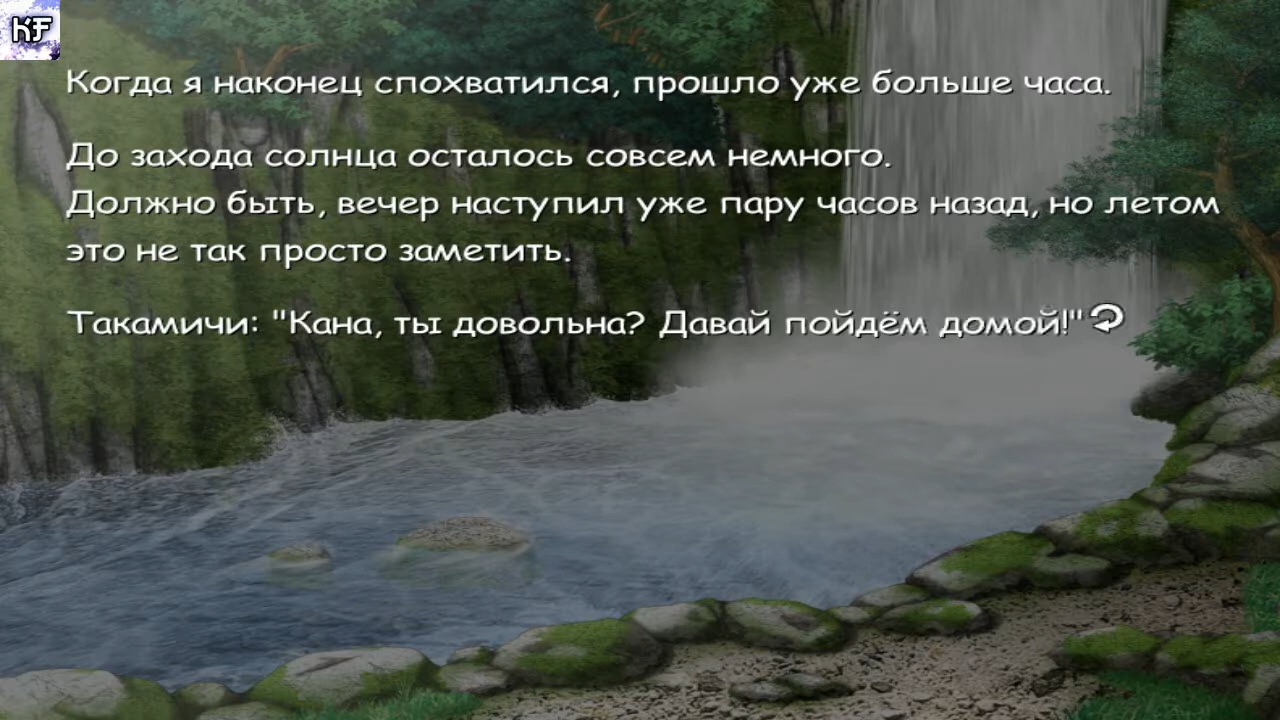 KF
Когда я наконец спохватился, прошло уже больше часа.
До захода солнца осталось совсем немного.
Должно быть, вечер наступил уже пару часов назад, но летом
это не так просто заметить.
Такамичи: "Кана, ты довольна? Давай пойдём домой!"